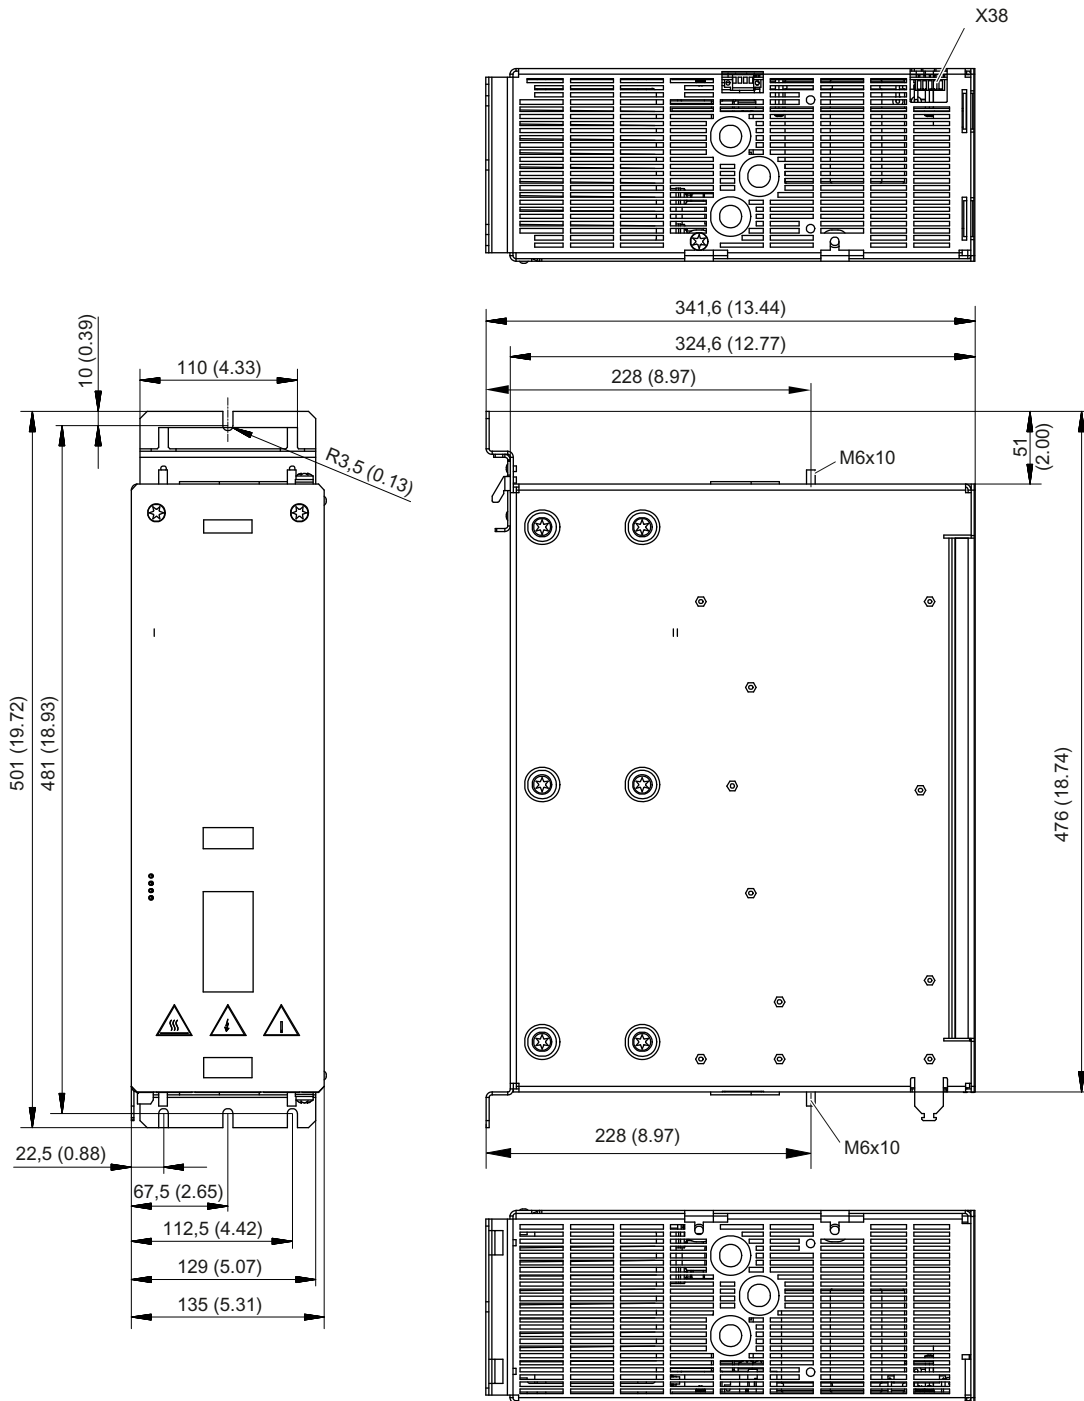 X38
341,6 (13.44)
324,6 (12.77)
228 (8.97)
10 (0.39)
110 (4.33)
R3,5 (0.13)
M6x10
51
(2.00)
I
II
501 (19.72)
481 (18.93)
476 (18.74)
228 (8.97)
M6x10
22,5 (0.88)
67,5 (2.65)
112,5 (4.42)
129 (5.07)
135 (5.31)